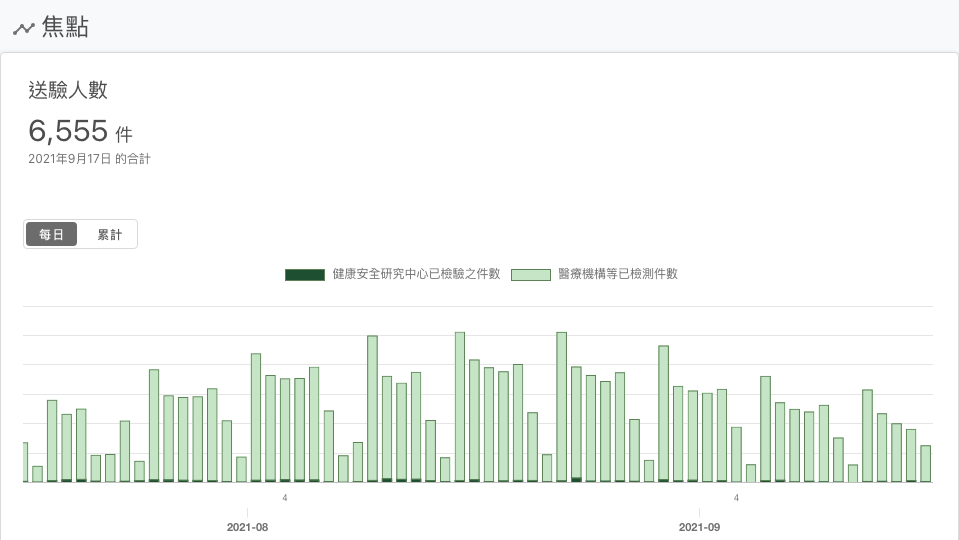 焦點
送驗人數
6,555 件
2021年9月17日 的合計
每日 累計
健康安全研究中心已檢驗之件數 醫療機構等已檢測件數
4 4
2021-08 2021-09